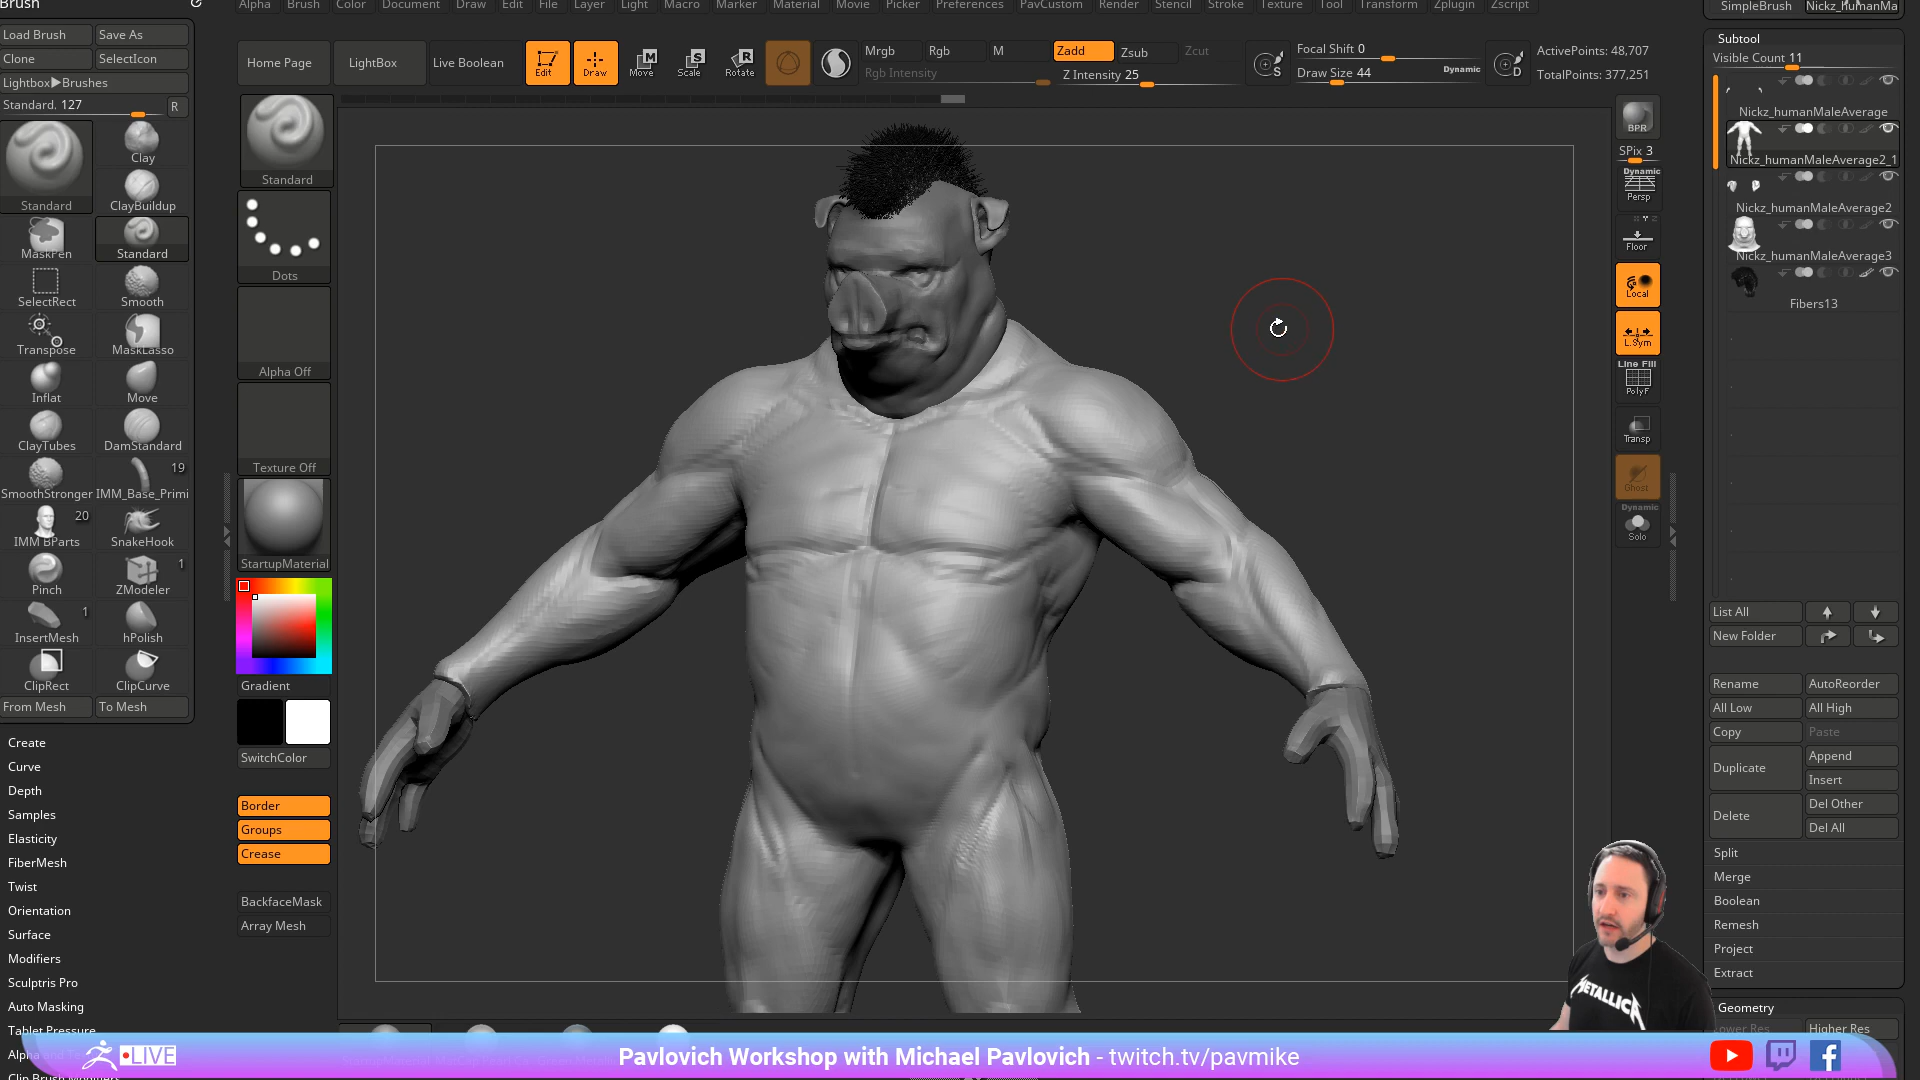 Brush
Alpha Brush Color Document Draw Edit File Layer Light Macro Marker Material Movie Picker Preferences PavCustom Render Stencil Stroke Texture Tool Transform Zplugin Zscript
SimpleBrush Nickz_humanMa
Load Brush Save As
Clone SelectIcon
Lightbox▶Brushes
Standard. 127 R
Home Page LightBox Live Boolean Edit Draw Move Scale Rotate
Mrgb Rgb M Zadd Zsub Zcut
Rgb Intensity Z Intensity 25
Focal Shift 0
Draw Size 44 Dynamic
ActivePoints: 48,707
TotalPoints: 377,251
Subtool
Visible Count 11
Nickz_humanMaleAverage
Nickz_humanMaleAverage2_1
Nickz_humanMaleAverage2
Nickz_humanMaleAverage3
Fibers13
Standard Clay
ClayBuildup
MaskPen Standard
SelectRect Smooth
Transpose MaskLasso
Inflat Move
ClayTubes DamStandard
19
SmoothStronger IMM_Base_Primi
20
IMM BParts SnakeHook
1
Pinch ZModeler
1
InsertMesh hPolish
ClipRect ClipCurve
From Mesh To Mesh
Create
Curve
Depth
Samples
Elasticity
FiberMesh
Twist
Orientation
Surface
Modifiers
Sculptris Pro
Auto Masking
Tablet Pressure
Standard
Dots
Alpha Off
Texture Off
StartupMaterial
Gradient
SwitchColor
Border
Groups
Crease
BackfaceMask
Array Mesh
BPR
SPix 3
Dynamic
Persp
Floor
Local
L.Sym
Line Fill
PolyF
Transp
Ghost
Dynamic
Solo
List All
New Folder
Rename AutoReorder
All Low All High
Copy Paste
Duplicate Append
Insert
Delete Del Other
Del All
Split
Merge
Boolean
Remesh
Project
Extract
Geometry
Lower Res Higher Res
METALLICA
LIVE
Pavlovich Workshop with Michael Pavlovich - twitch.tv/pavmike